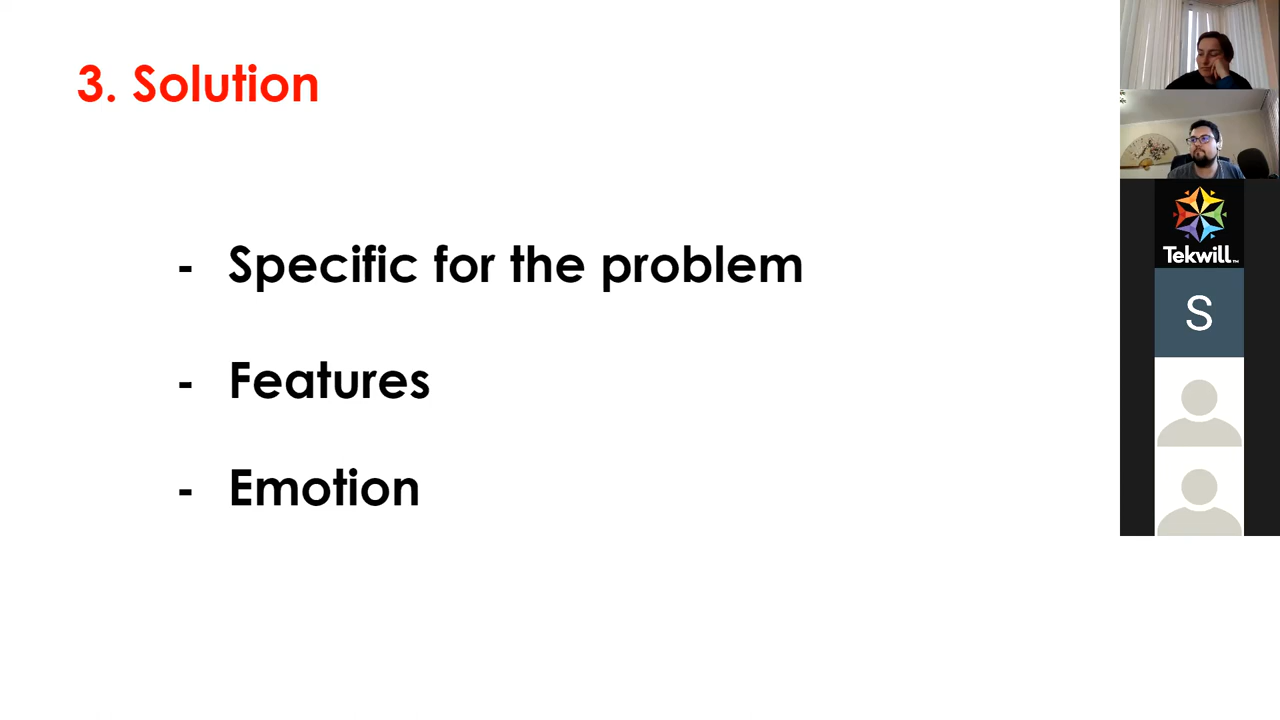 3. Solution
- Specific for the problem
- Features
- Emotion
Tekwill
S